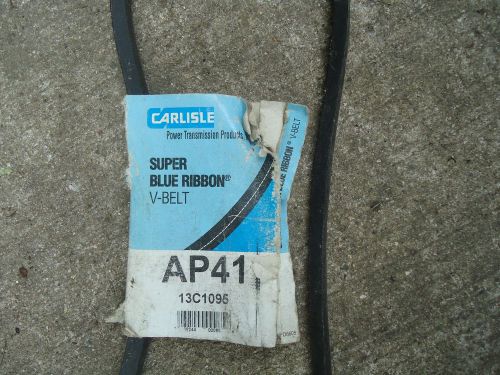 CARLISLE
Power Transmission Products
SUPER
BLUE RIBBON®
V-BELT
AP41
13C1095
BLUE RIBBON® V-BELT